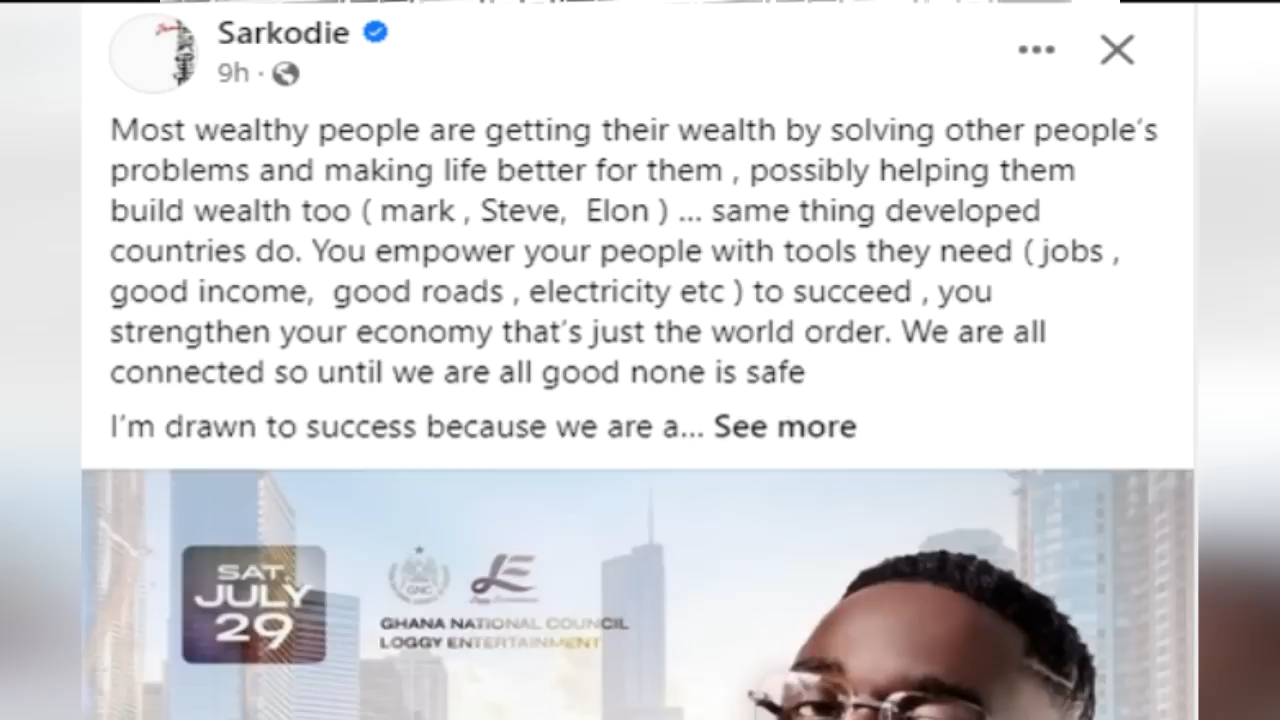 Sarkodie
9h ·
Most wealthy people are getting their wealth by solving other people’s
problems and making life better for them , possibly helping them
build wealth too ( mark , Steve,  Elon ) ... same thing developed
countries do. You empower your people with tools they need ( jobs ,
good income,  good roads , electricity etc ) to succeed , you
strengthen your economy that’s just the world order. We are all
connected so until we are all good none is safe
I’m drawn to success because we are a... See more
SAT.
JULY
29
GNC
GHANA NATIONAL COUNCIL
LOGGY ENTERTAINMENT